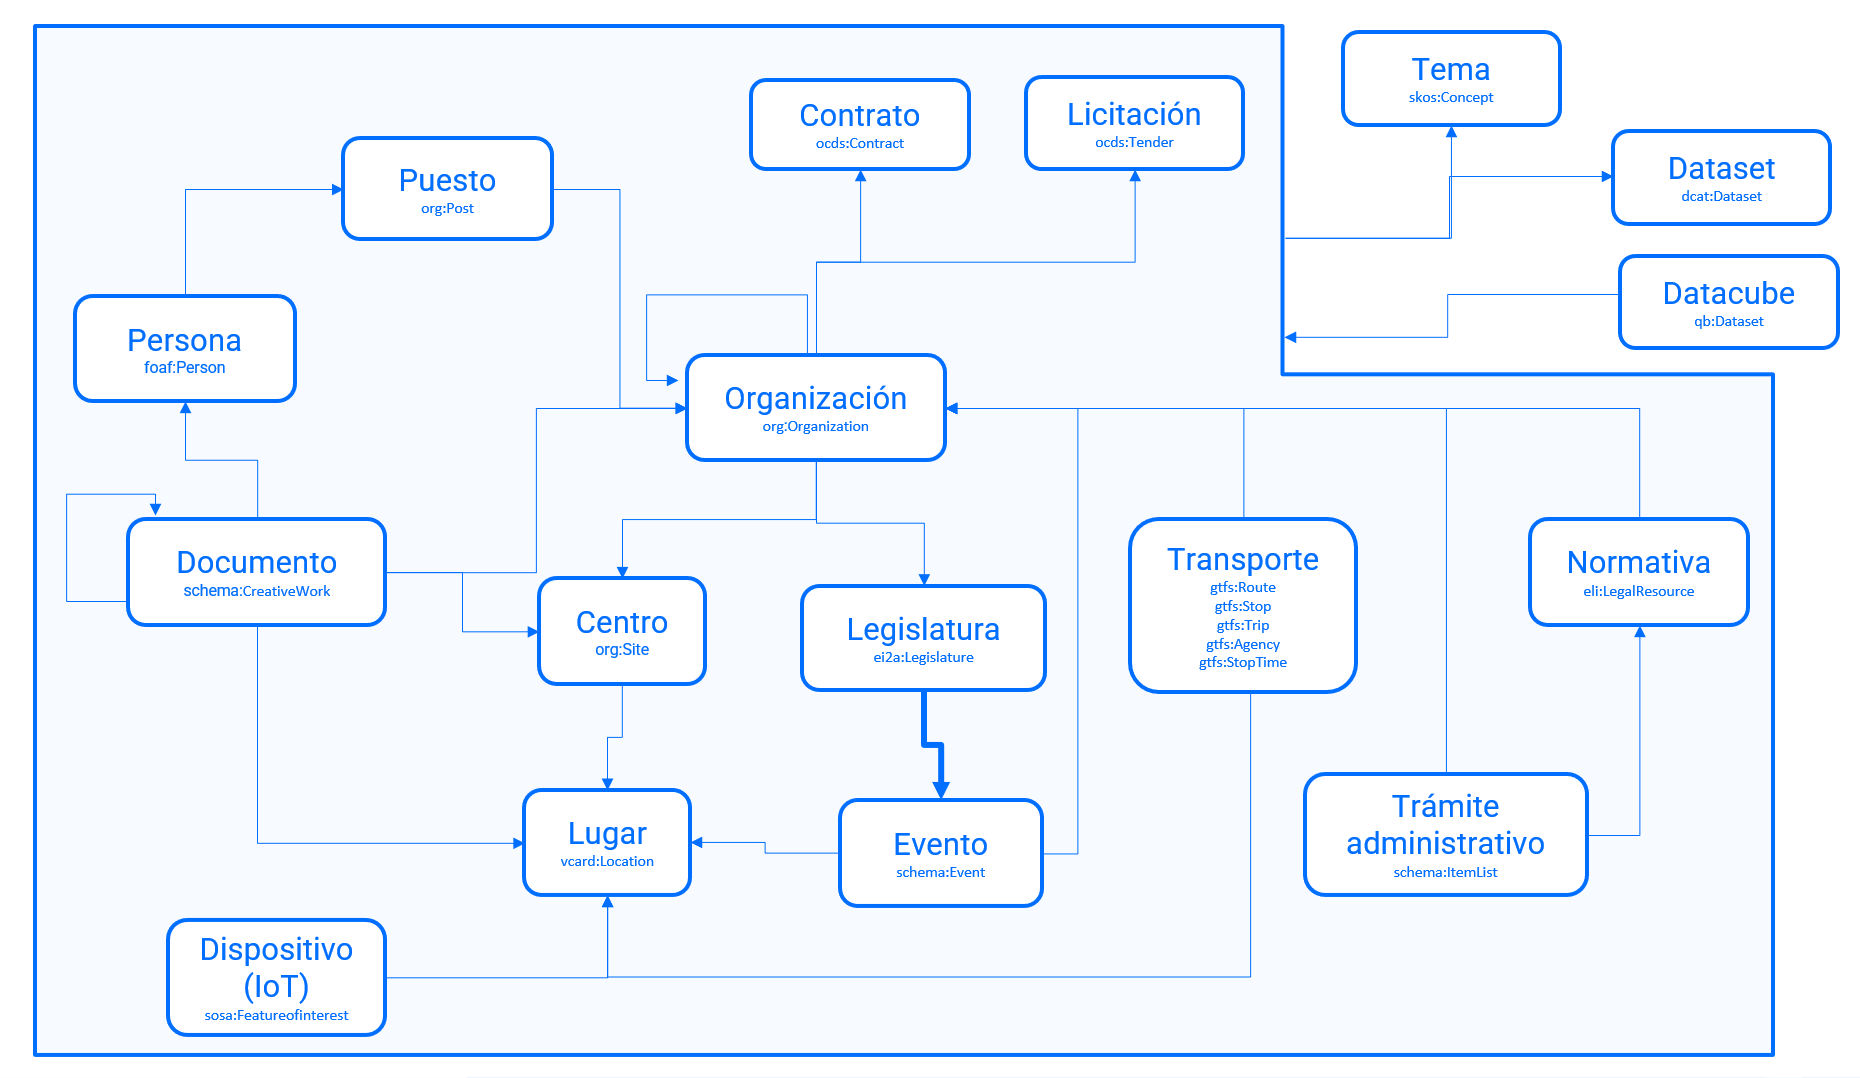 Tema
skos:Concept
Contrato
ocds:Contract
Licitación
ocds:Tender
Dataset
dcat:Dataset
Puesto
org:Post
Datacube
qb:Dataset
Persona
foaf:Person
Organización
org:Organization
Documento
schema:CreativeWork
Centro
org:Site
Legislatura
ei2a:Legislature
Transporte
gtfs:Route
gtfs:Stop
gtfs:Trip
gtfs:Agency
gtfs:StopTime
Normativa
eli:LegalResource
Lugar
vcard:Location
Evento
schema:Event
Trámite
administrativo
schema:ItemList
Dispositivo
(IoT)
sosa:Featureofinterest